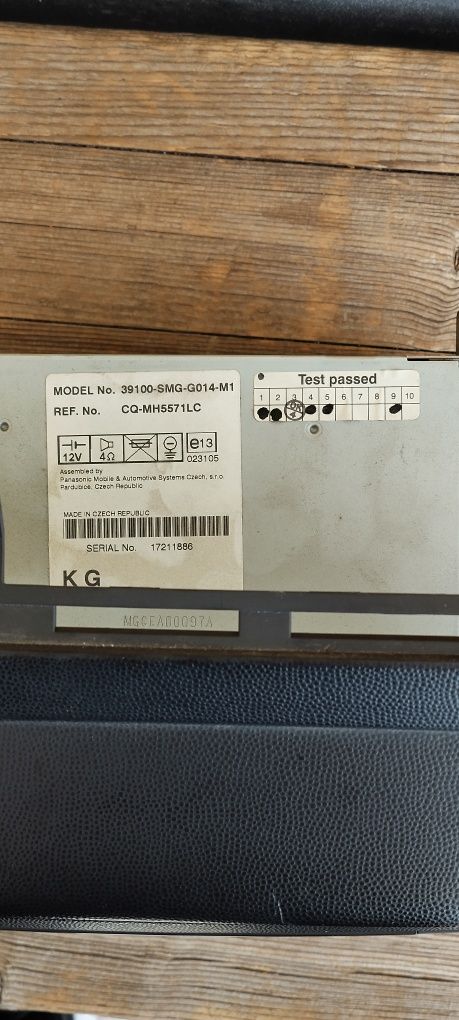 MODEL No. 39100-SMG-G014-M1
REF. No. CQ-MH5571LC
12V 4Ω e13
023105
Assembled by
Panasonic Mobile & Automotive Systems Czech, s.r.o
Pardubice, Czech Republic
MADE IN CZECH REPUBLIC
SERIAL No. 17211886
KG
Test passed
1 2 3 4 5 6 7 8 9 10